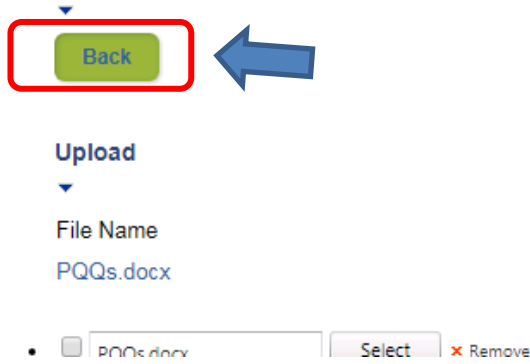 Back
Upload
File Name
PQQs.docx
PQQs.docx Select × Remove